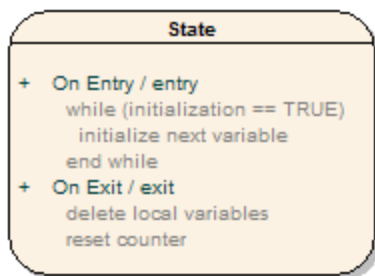 State
+ On Entry / entry
while (initialization == TRUE)
initialize next variable
end while
+ On Exit / exit
delete local variables
reset counter